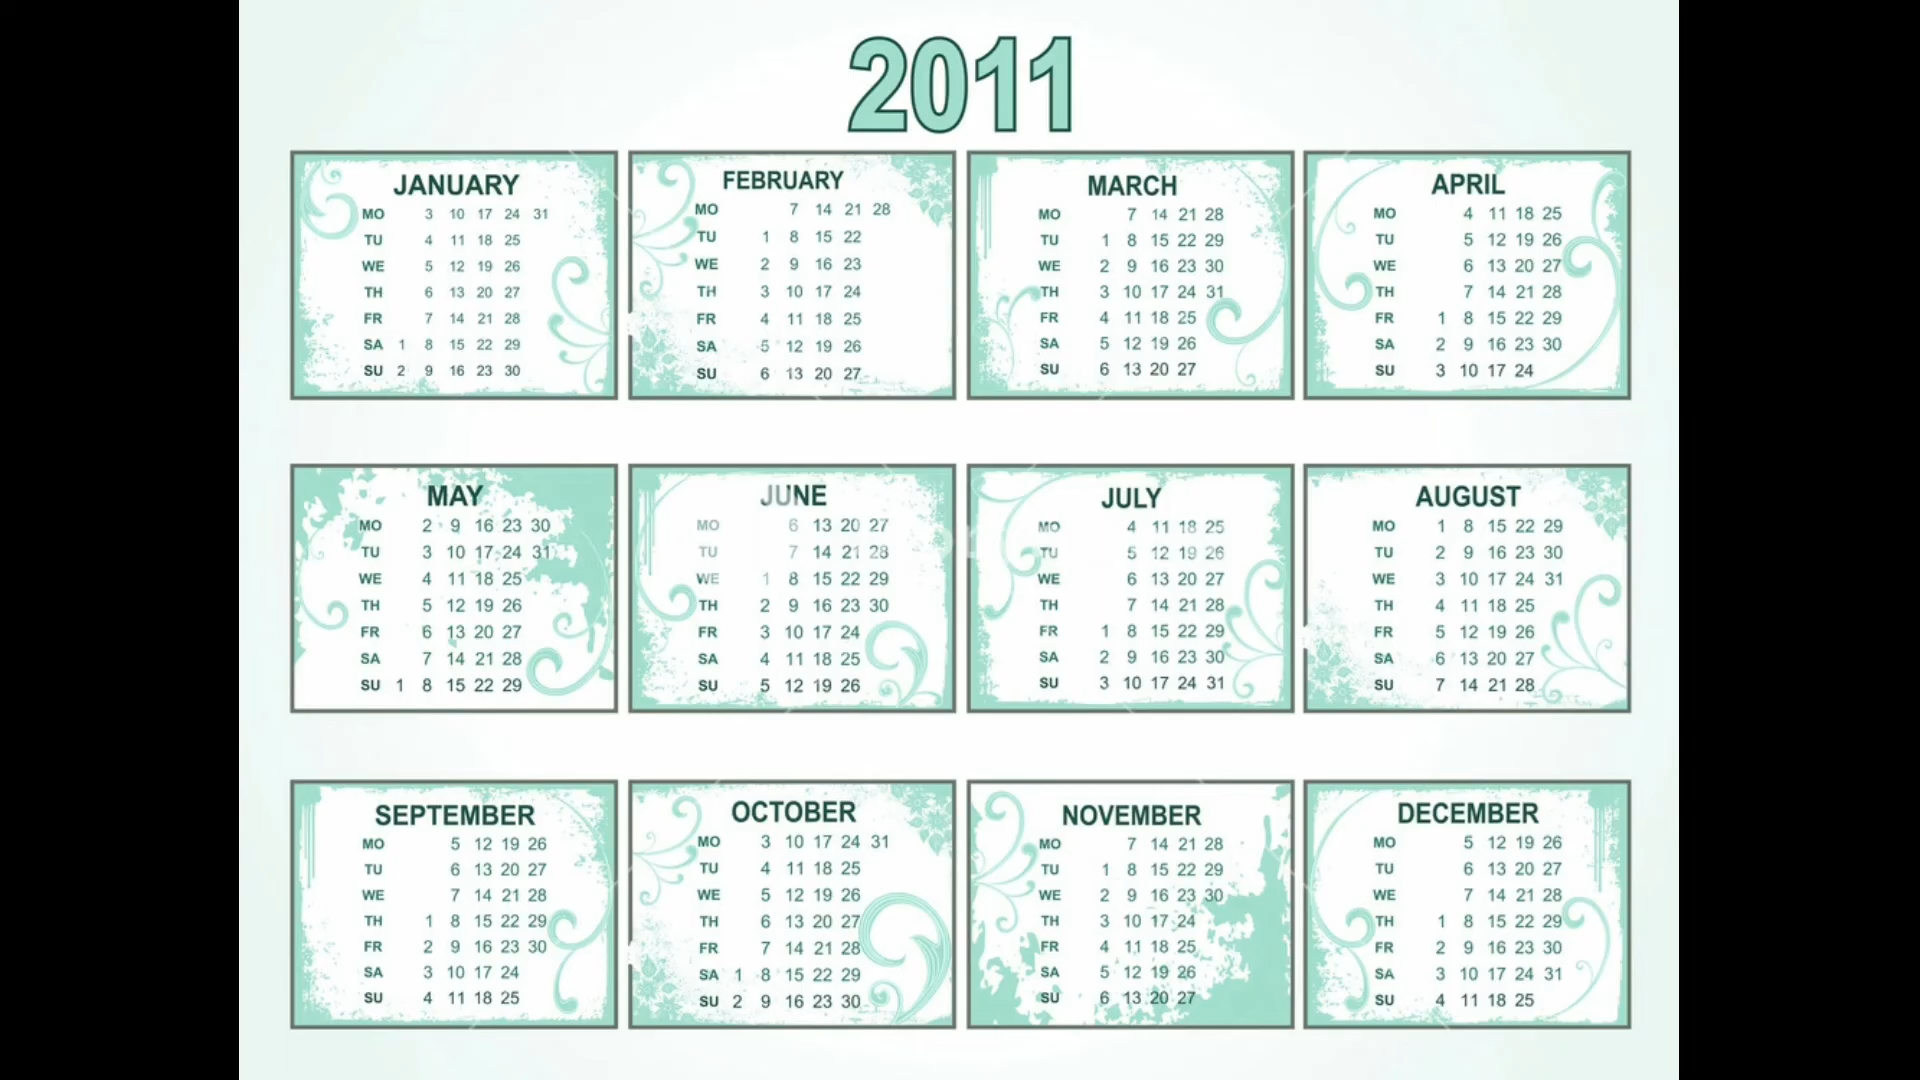 2011
JANUARY
MO 3 10 17 24 31
TU 4 11 18 25
WE 5 12 19 26
TH 6 13 20 27
FR 7 14 21 28
SA 1 8 15 22 29
SU 2 9 16 23 30
FEBRUARY
MO 7 14 21 28
TU 1 8 15 22
WE 2 9 16 23
TH 3 10 17 24
FR 4 11 18 25
SA 5 12 19 26
SU 6 13 20 27
MARCH
MO 7 14 21 28
TU 1 8 15 22 29
WE 2 9 16 23 30
TH 3 10 17 24 31
FR 4 11 18 25
SA 5 12 19 26
SU 6 13 20 27
APRIL
MO 4 11 18 25
TU 5 12 19 26
WE 6 13 20 27
TH 7 14 21 28
FR 1 8 15 22 29
SA 2 9 16 23 30
SU 3 10 17 24
MAY
MO 2 9 16 23 30
TU 3 10 17 24 31
WE 4 11 18 25
TH 5 12 19 26
FR 6 13 20 27
SA 7 14 21 28
SU 1 8 15 22 29
JUNE
MO 6 13 20 27
TU 7 14 21 28
WE 1 8 15 22 29
TH 2 9 16 23 30
FR 3 10 17 24
SA 4 11 18 25
SU 5 12 19 26
JULY
MO 4 11 18 25
TU 5 12 19 26
WE 6 13 20 27
TH 7 14 21 28
FR 1 8 15 22 29
SA 2 9 16 23 30
SU 3 10 17 24 31
AUGUST
MO 1 8 15 22 29
TU 2 9 16 23 30
WE 3 10 17 24 31
TH 4 11 18 25
FR 5 12 19 26
SA 6 13 20 27
SU 7 14 21 28
SEPTEMBER
MO 5 12 19 26
TU 6 13 20 27
WE 7 14 21 28
TH 1 8 15 22 29
FR 2 9 16 23 30
SA 3 10 17 24
SU 4 11 18 25
OCTOBER
MO 3 10 17 24 31
TU 4 11 18 25
WE 5 12 19 26
TH 6 13 20 27
FR 7 14 21 28
SA 1 8 15 22 29
SU 2 9 16 23 30
NOVEMBER
MO 7 14 21 28
TU 1 8 15 22 29
WE 2 9 16 23 30
TH 3 10 17 24
FR 4 11 18 25
SA 5 12 19 26
SU 6 13 20 27
DECEMBER
MO 5 12 19 26
TU 6 13 20 27
WE 7 14 21 28
TH 1 8 15 22 29
FR 2 9 16 23 30
SA 3 10 17 24 31
SU 4 11 18 25